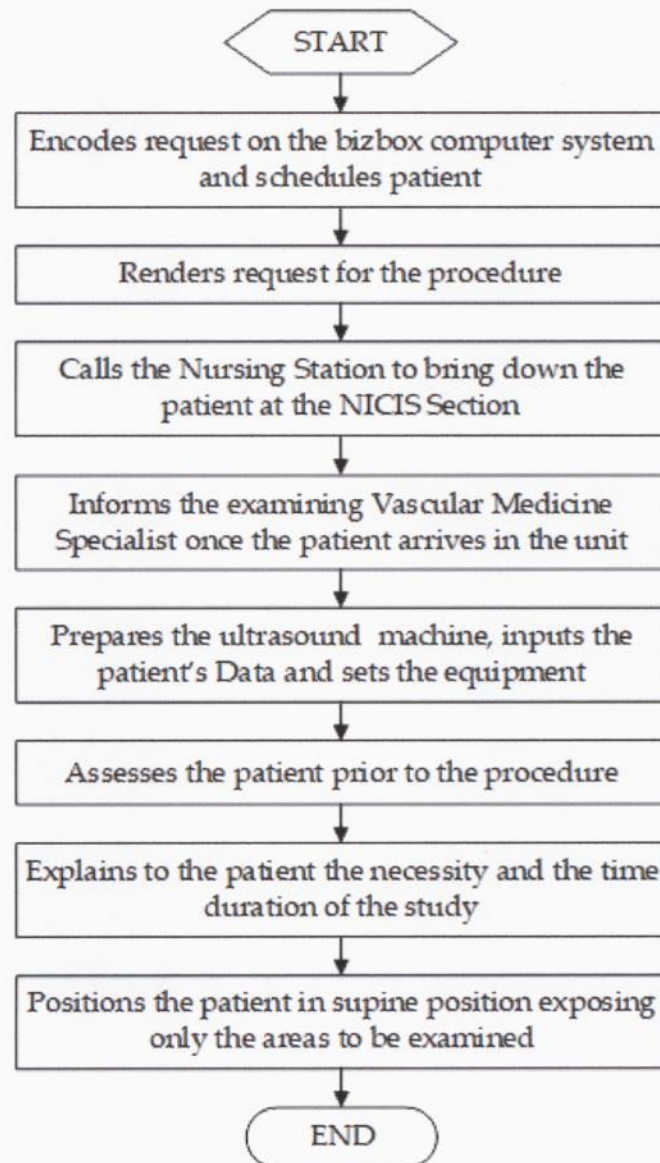 START
Encodes request on the bizbox computer system
and schedules patient
Renders request for the procedure
Calls the Nursing Station to bring down the
patient at the NICIS Section
Informs the examining Vascular Medicine
Specialist once the patient arrives in the unit
Prepares the ultrasound machine, inputs the
patient's Data and sets the equipment
Assesses the patient prior to the procedure
Explains to the patient the necessity and the time
duration of the study
Positions the patient in supine position exposing
only the areas to be examined
END